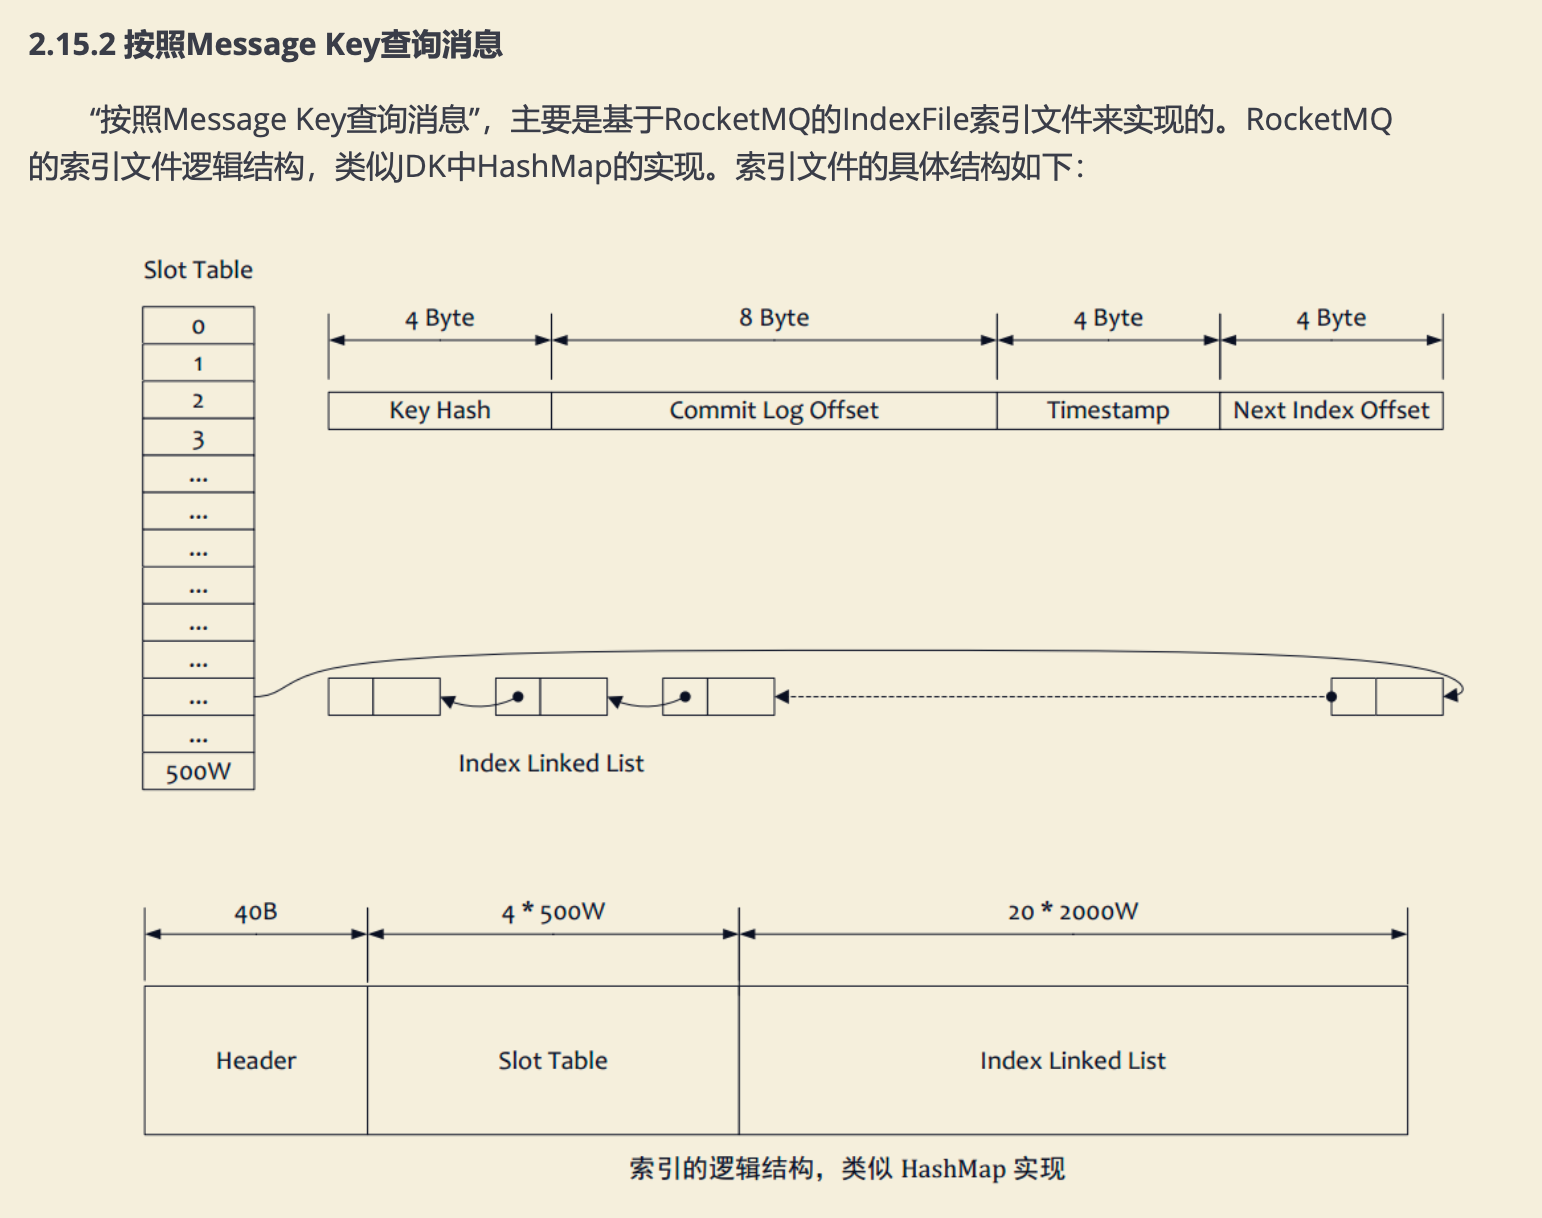 2.15.2 按照Message Key查询消息
“按照Message Key查询消息”，主要是基于RocketMQ的IndexFile索引文件来实现的。RocketMQ
的索引文件逻辑结构，类似JDK中HashMap的实现。索引文件的具体结构如下：
Slot Table
0
1
2
3
...
...
...
...
...
...
...
...
500W
4 Byte
8 Byte
4 Byte
4 Byte
Key Hash
Commit Log Offset
Timestamp
Next Index Offset
Index Linked List
40B
4 * 500W
20 * 2000W
Header
Slot Table
Index Linked List
索引的逻辑结构，类似 HashMap 实现